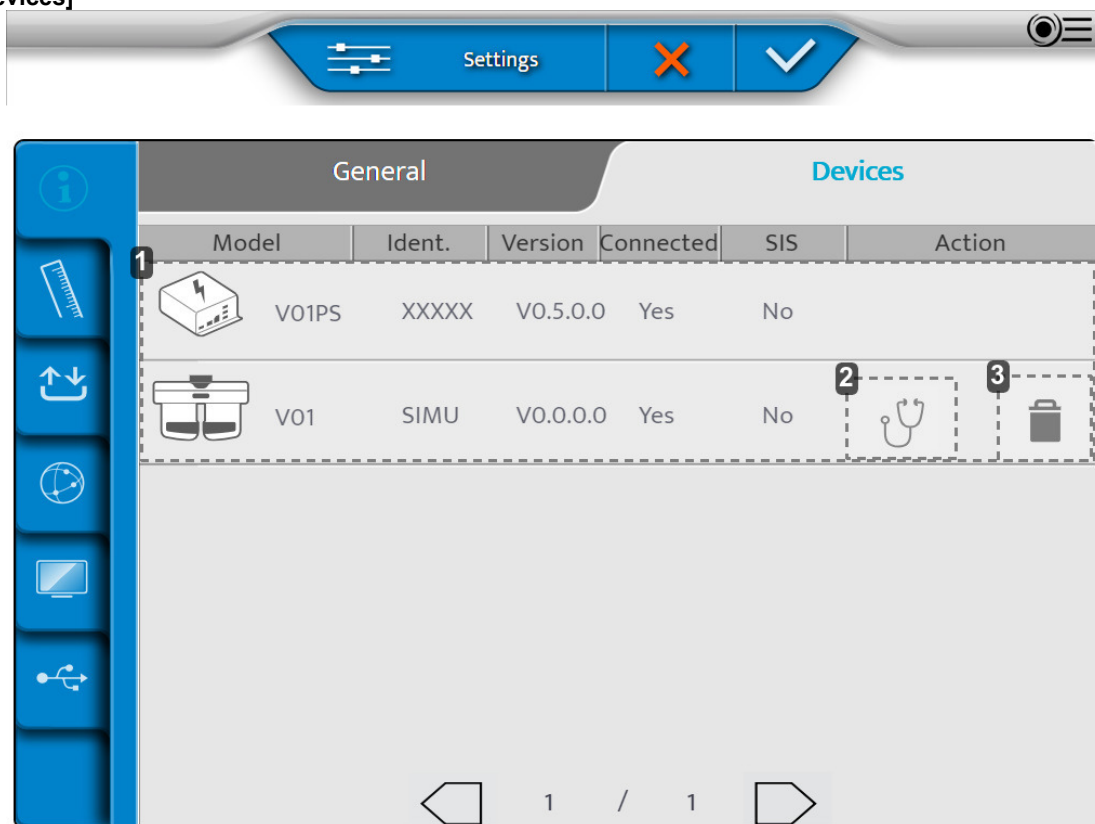 evices]
Settings
General Devices
Model Ident. Version Connected SIS Action
1
V01PS XXXXX V0.5.0.0 Yes No
2 3
V01 SIMU V0.0.0.0 Yes No
1 / 1